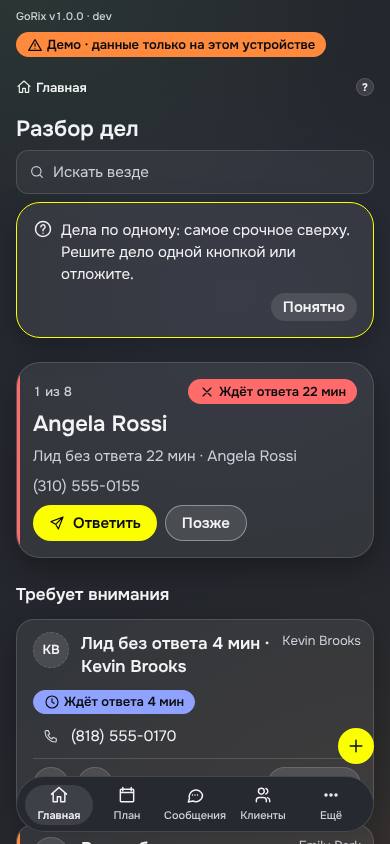 GoRix v1.0.0 · dev
Демо · данные только на этом устройстве
Главная
?
Разбор дел
Искать везде
Дела по одному: самое срочное сверху.
Решите дело одной кнопкой или
отложите.
Понятно
1 из 8
Ждёт ответа 22 мин
Angela Rossi
Лид без ответа 22 мин · Angela Rossi
(310) 555-0155
Ответить
Позже
Требует внимания
KB
Лид без ответа 4 мин ·
Kevin Brooks
Kevin Brooks
Ждёт ответа 4 мин
(818) 555-0170
Главная
План
Сообщения
Клиенты
Ещё